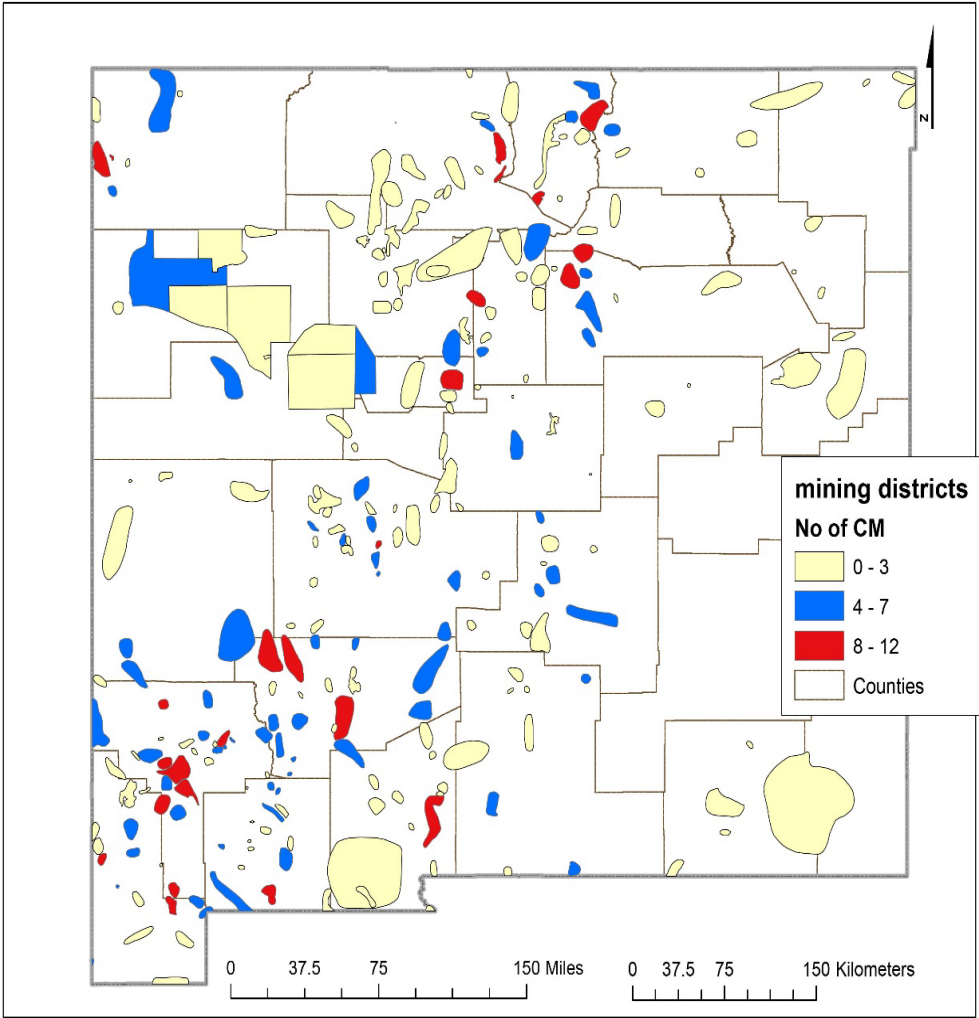 N
mining districts
No of CM
0 - 3
4 - 7
8 - 12
Counties
0 37.5 75 150 Miles
0 37.5 75 150 Kilometers